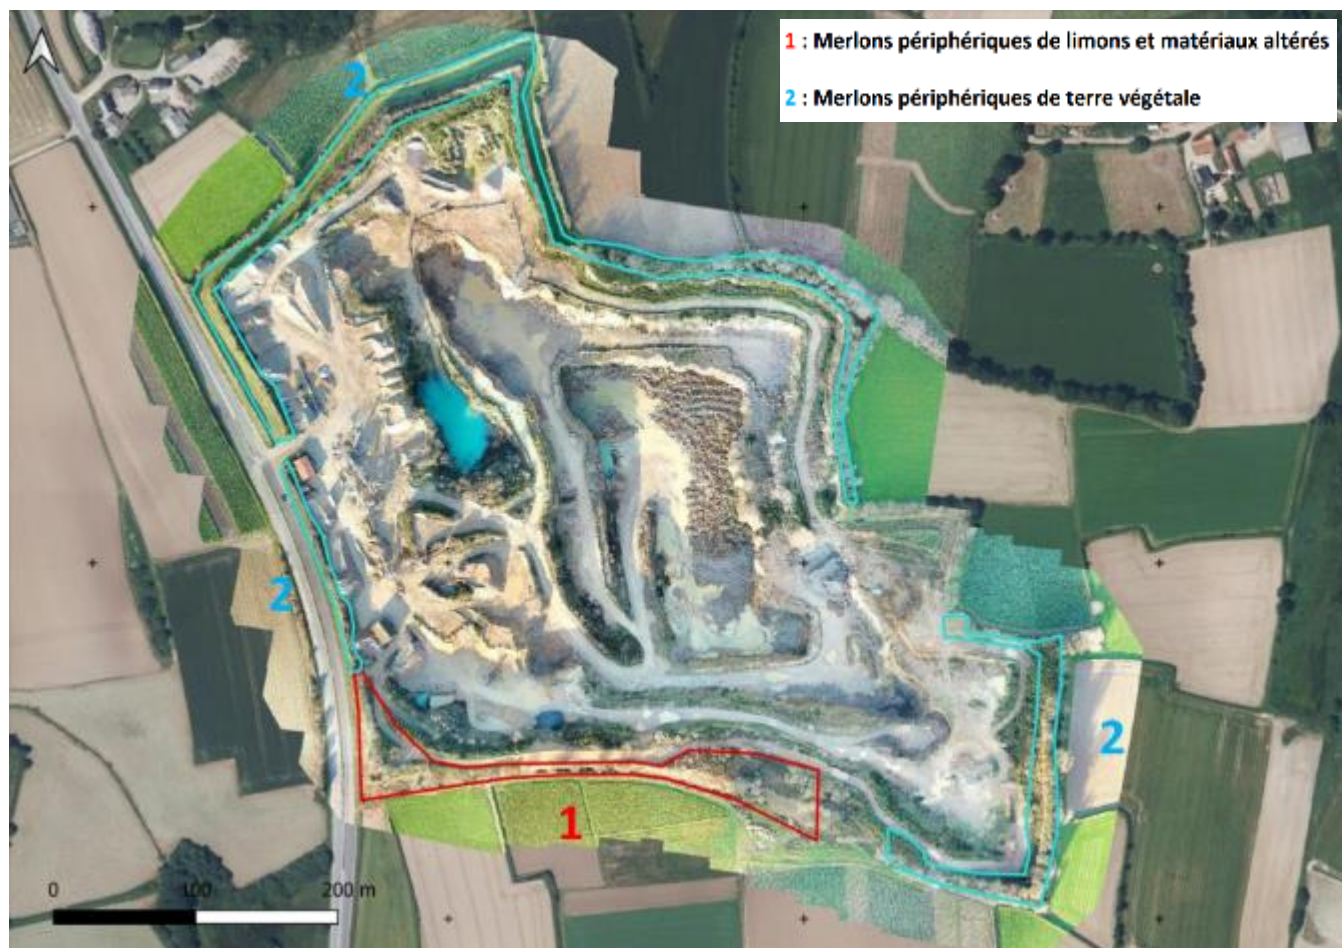 1 : Merlons périphériques de limons et matériaux altérés
2 : Merlons périphériques de terre végétale
2
2
2
1
0 100 200 m